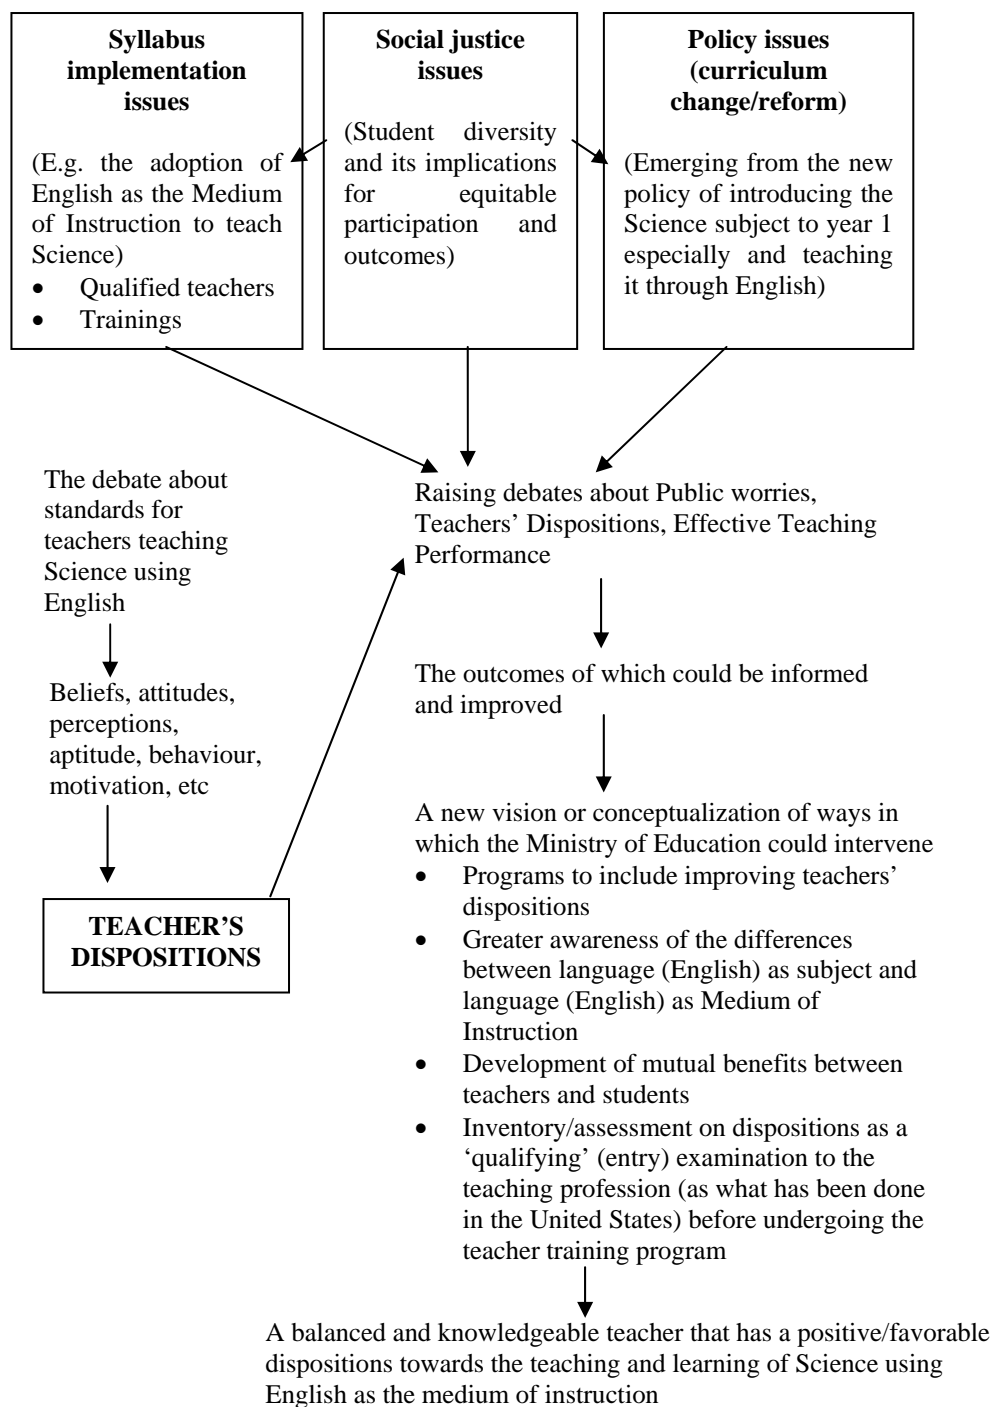 Syllabus
implementation
issues
(E.g. the adoption of
English as the Medium
of Instruction to teach
Science)
• Qualified teachers
• Trainings
Social justice
issues
(Student diversity
and its implications
for equitable
participation and
outcomes)
Policy issues
(curriculum
change/reform)
(Emerging from the new
policy of introducing the
Science subject to year 1
especially and teaching
it through English)
The debate about
standards for
teachers teaching
Science using
English
Beliefs, attitudes,
perceptions,
aptitude, behaviour,
motivation, etc
TEACHER'S
DISPOSITIONS
Raising debates about Public worries,
Teachers' Dispositions, Effective Teaching
Performance
The outcomes of which could be informed
and improved
A new vision or conceptualization of ways in
which the Ministry of Education could intervene
• Programs to include improving teachers'
dispositions
• Greater awareness of the differences
between language (English) as subject and
language (English) as Medium of
Instruction
• Development of mutual benefits between
teachers and students
• Inventory/assessment on dispositions as a
'qualifying' (entry) examination to the
teaching profession (as what has been done
in the United States) before undergoing the
teacher training program
A balanced and knowledgeable teacher that has a positive/favorable
dispositions towards the teaching and learning of Science using
English as the medium of instruction